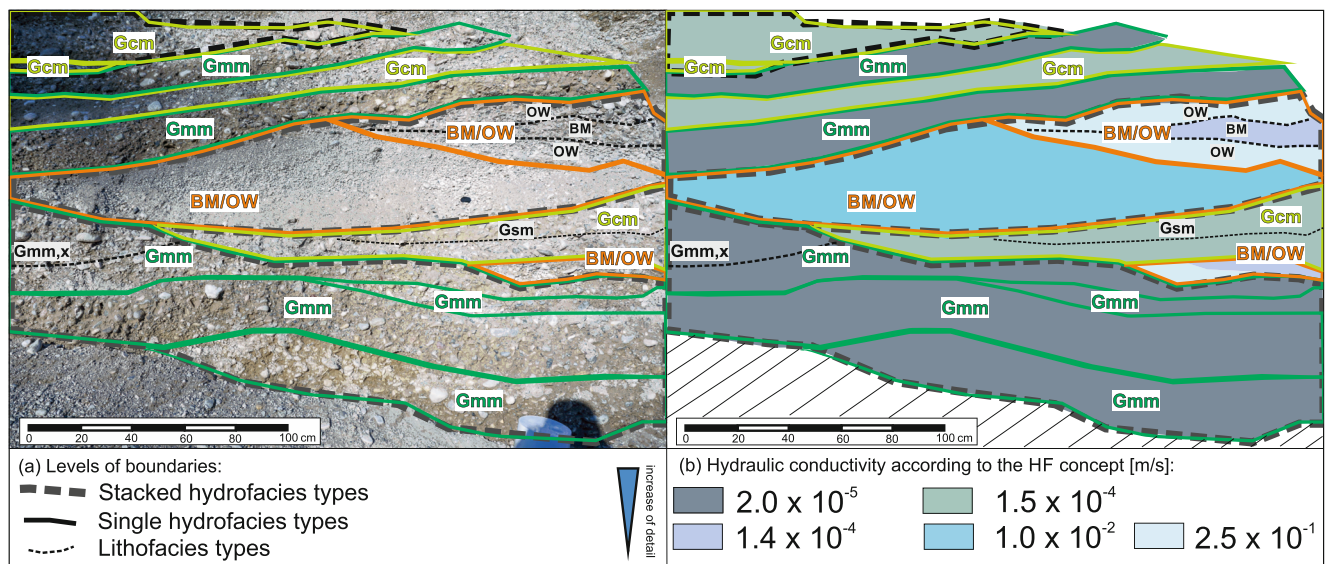 Gcm
Gcm
Gmm
Gcm
Gmm
OW
BM
OW
BM/OW
BM/OW
Gcm
Gsm
BM/OW
Gmm,x
Gmm
Gmm
Gmm
Gmm
0 20 40 60 80 100 cm
Gcm
Gcm
Gmm
Gcm
Gmm
OW
BM
OW
BM/OW
BM/OW
Gcm
Gsm
BM/OW
Gmm,x
Gmm
Gmm
Gmm
Gmm
0 20 40 60 80 100 cm
(a) Levels of boundaries:
Stacked hydrofacies types
Single hydrofacies types
Lithofacies types
increase of detail
(b) Hydraulic conductivity according to the HF concept [m/s]:
2.0 x 10⁻⁵
1.5 x 10⁻⁴
1.4 x 10⁻⁴
1.0 x 10⁻²
2.5 x 10⁻¹